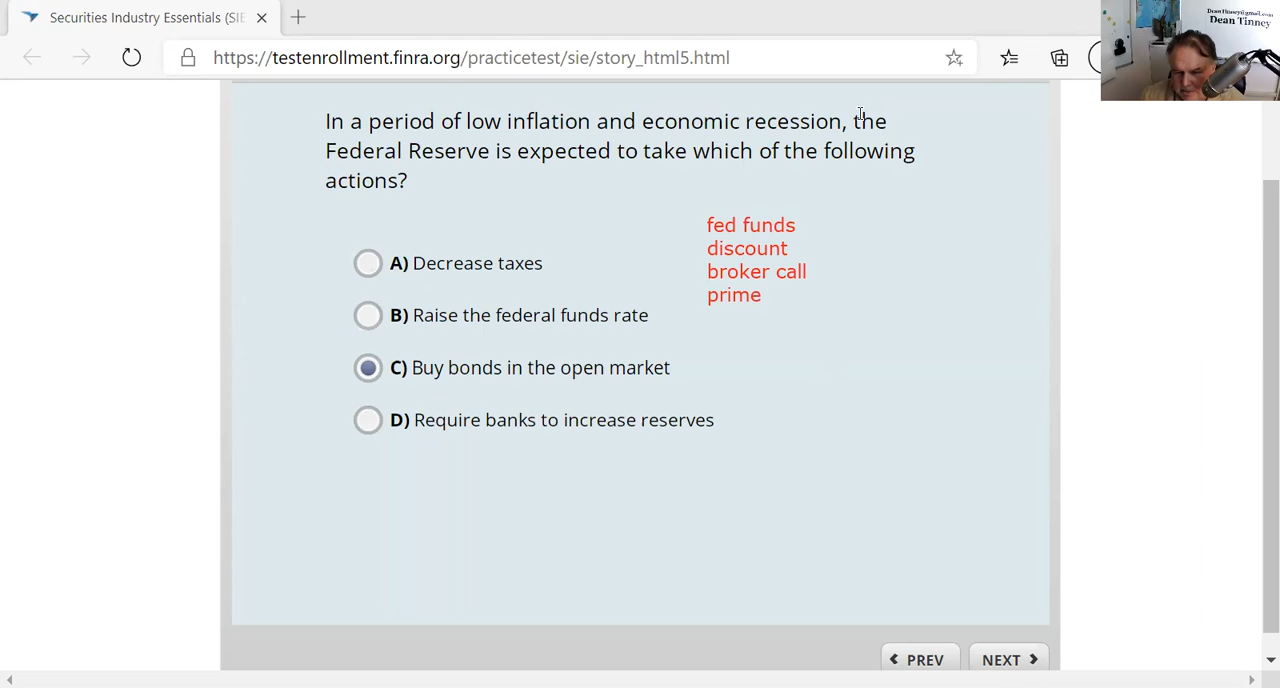 Securities Industry Essentials (SIE
https://testenrollment.finra.org/practicetest/sie/story_html5.html
DeanTinney@gmail.com
Dean Tinney
In a period of low inflation and economic recession, the
Federal Reserve is expected to take which of the following
actions?
fed funds
discount
broker call
prime
A) Decrease taxes
B) Raise the federal funds rate
C) Buy bonds in the open market
D) Require banks to increase reserves
PREV
NEXT